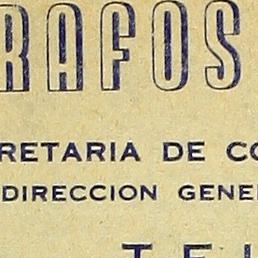 RAFOS
RETARIA DE CO
DIRECCION GENE